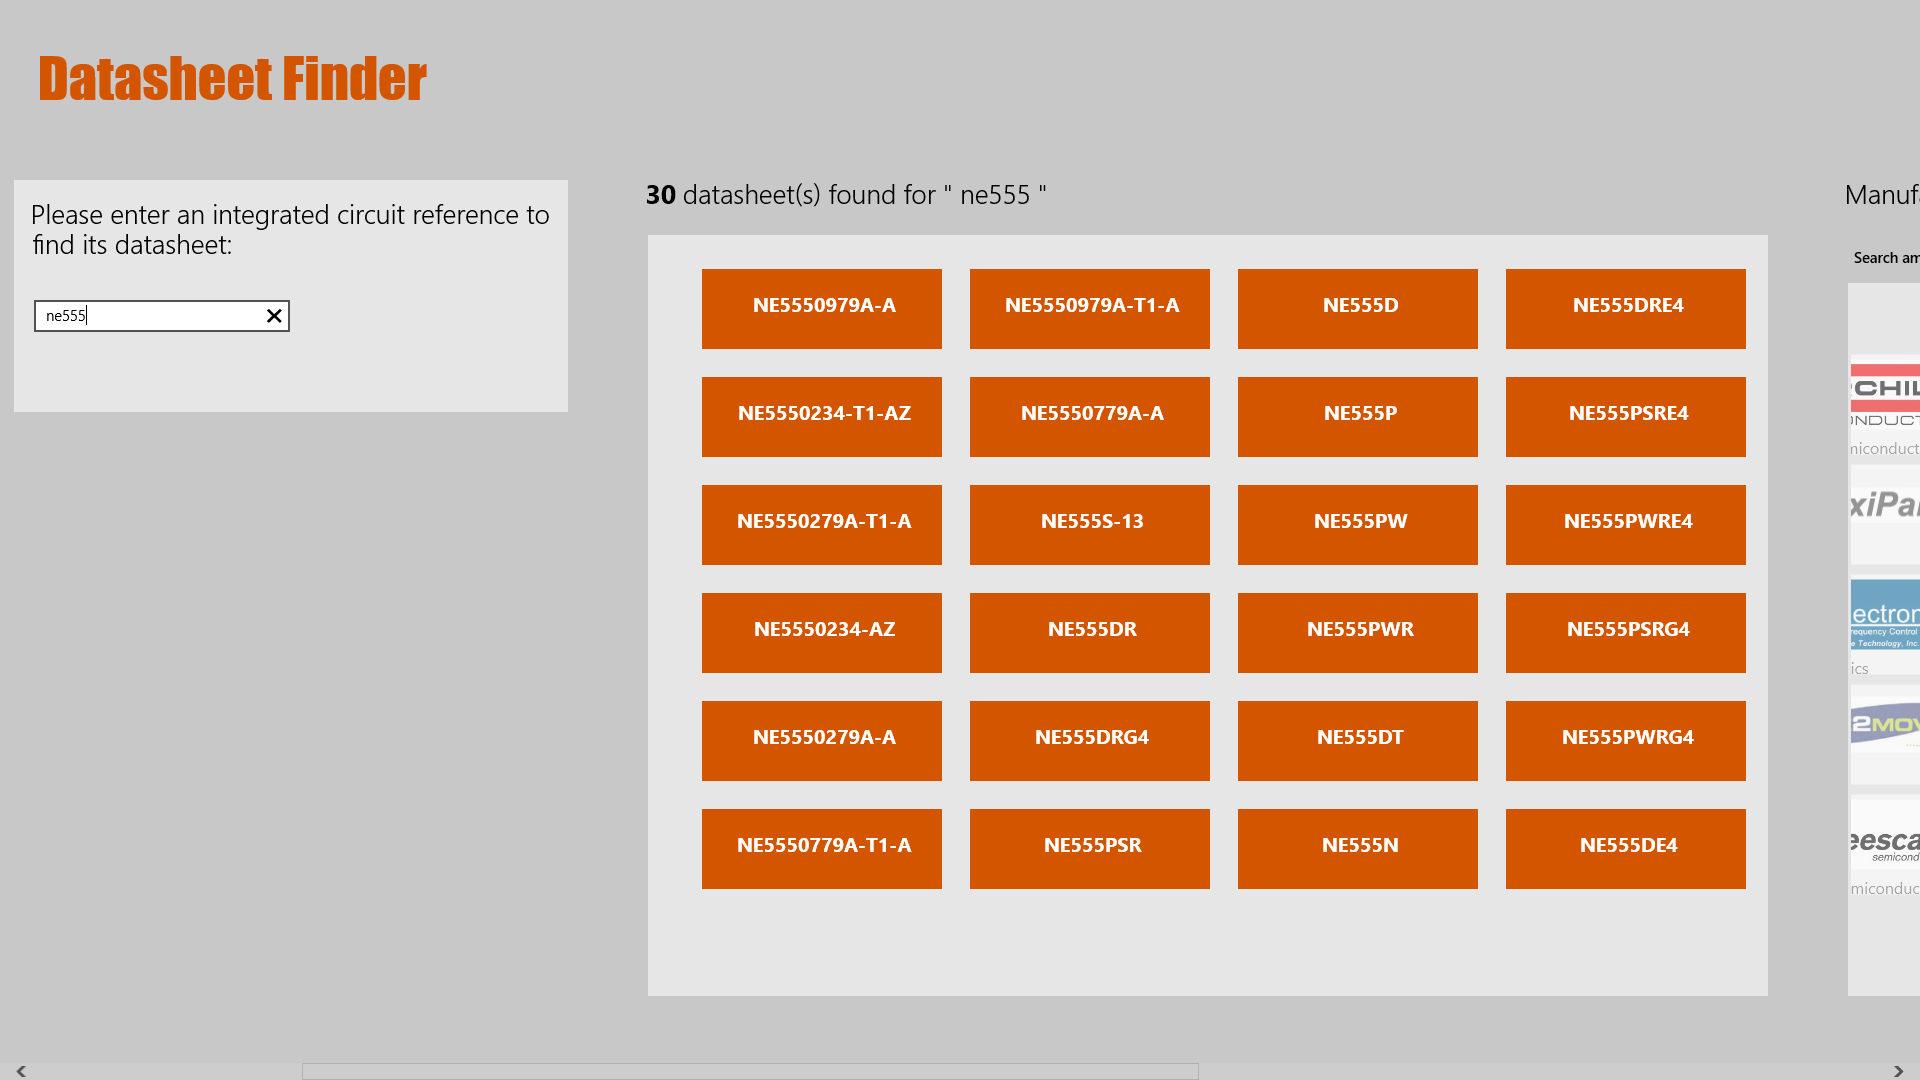 Datasheet Finder
Please enter an integrated circuit reference to
find its datasheet:
ne555
30 datasheet(s) found for " ne555 "
NE5550979A-A
NE5550979A-T1-A
NE555D
NE555DRE4
NE5550234-T1-AZ
NE5550779A-A
NE555P
NE555PSRE4
NE5550279A-T1-A
NE555S-13
NE555PW
NE555PWRE4
NE5550234-AZ
NE555DR
NE555PWR
NE555PSRG4
NE5550279A-A
NE555DRG4
NE555DT
NE555PWRG4
NE5550779A-T1-A
NE555PSR
NE555N
NE555DE4
Manufa
Search am
CHIL
NDUCT
miconduct
xiPa
ectron
requency Control
e Technology, Inc.
ics
2MOV
eesca
semicond
miconduc